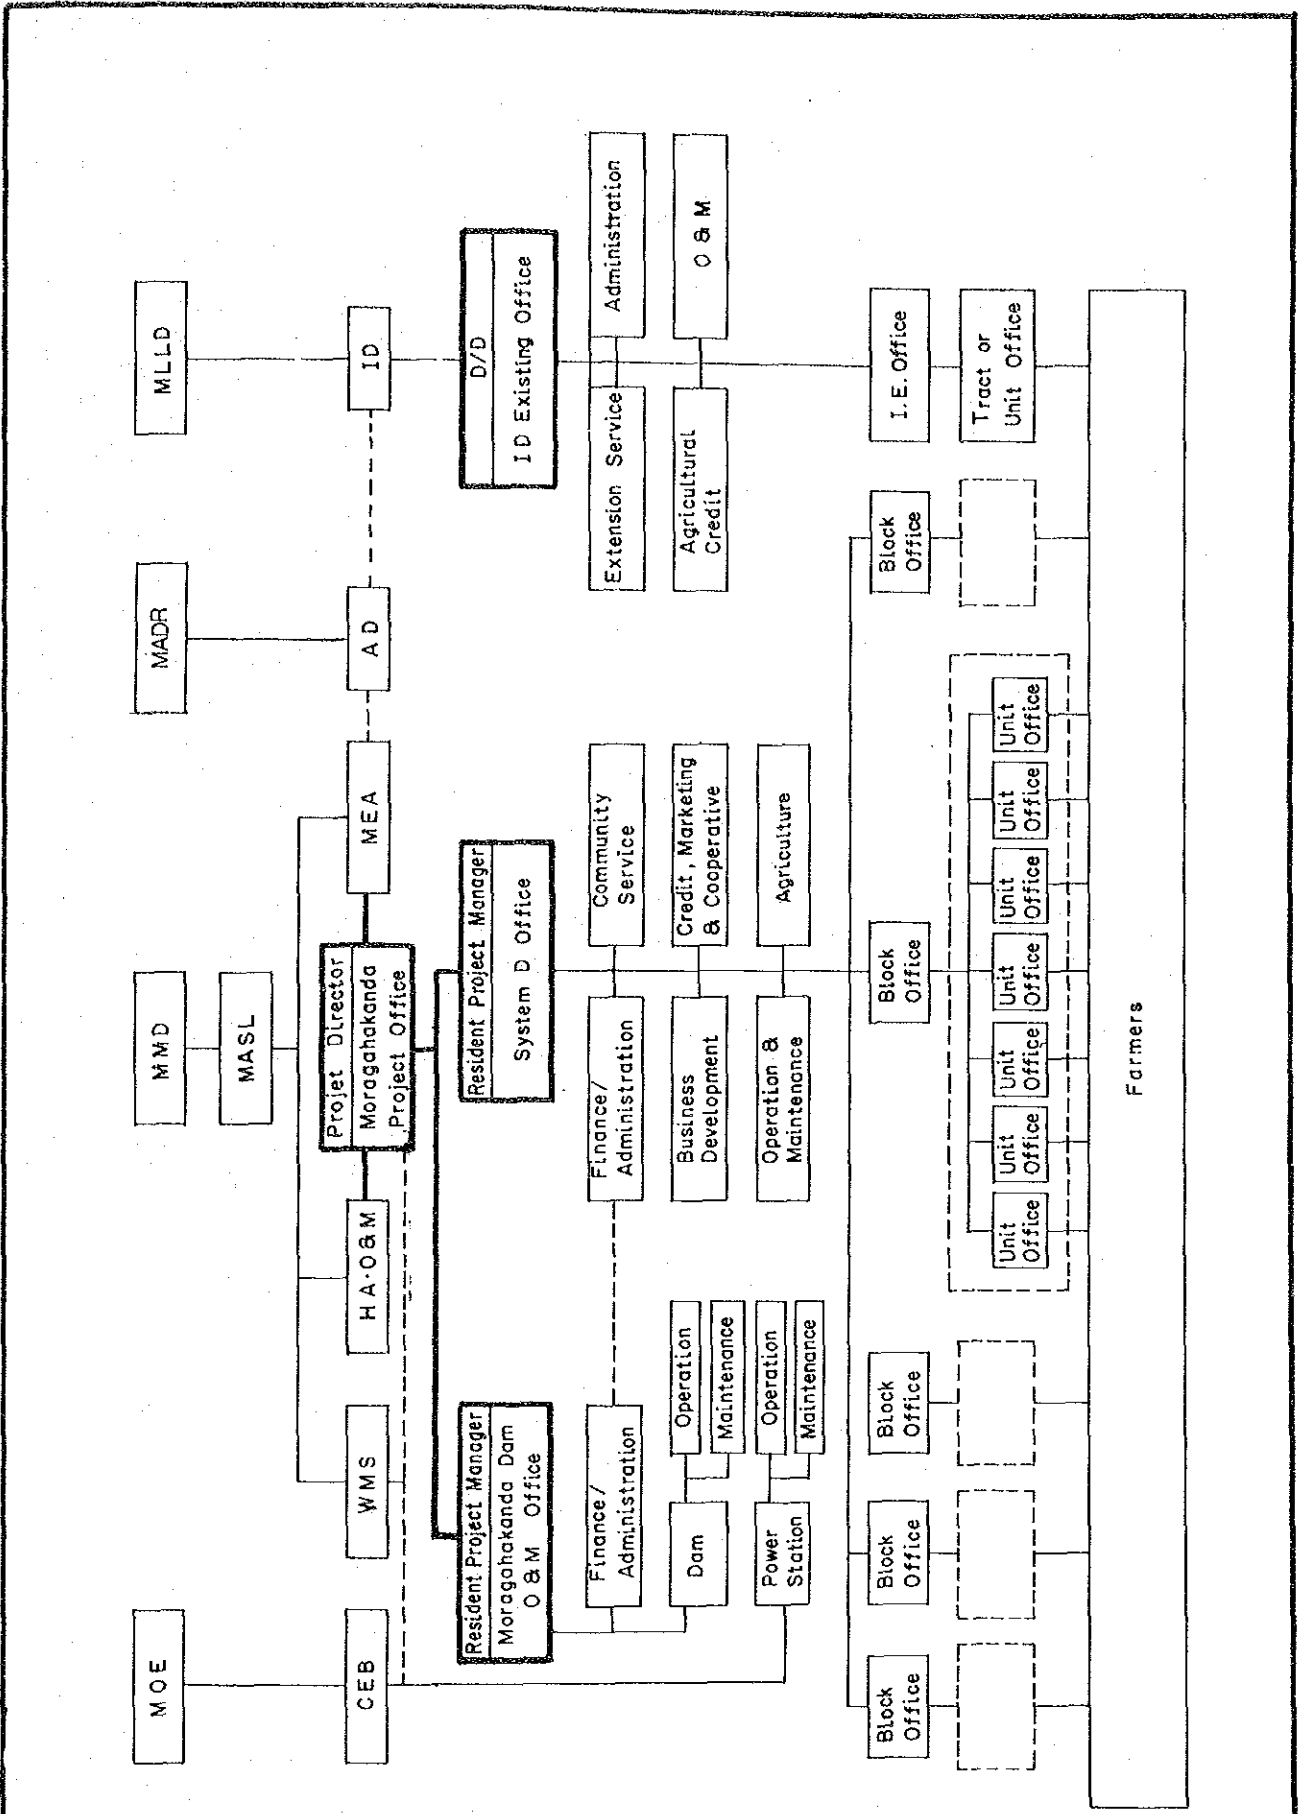 MOE
MMD
MADR
MLLD
MASL
CEB
WMS
HA·O&M
Projet Director
Moragahakanda
Project Office
MEA
AD
ID
Resident Project Manager
Moragahakanda Dam
O & M Office
Resident Project Manager
System D Office
D/D
ID Existing Office
Finance/
Administration
Finance/
Administration
Community
Service
Extension Service
Administration
Dam
Operation
Maintenance
Business
Development
Credit, Marketing
& Cooperative
Agricultural
Credit
O & M
Power
Station
Operation
Maintenance
Operation &
Maintenance
Agriculture
Block
Office
Block
Office
Block
Office
Block
Office
Block
Office
I.E. Office
Unit
Office
Unit
Office
Unit
Office
Unit
Office
Unit
Office
Unit
Office
Unit
Office
Tract or
Unit Office
Farmers